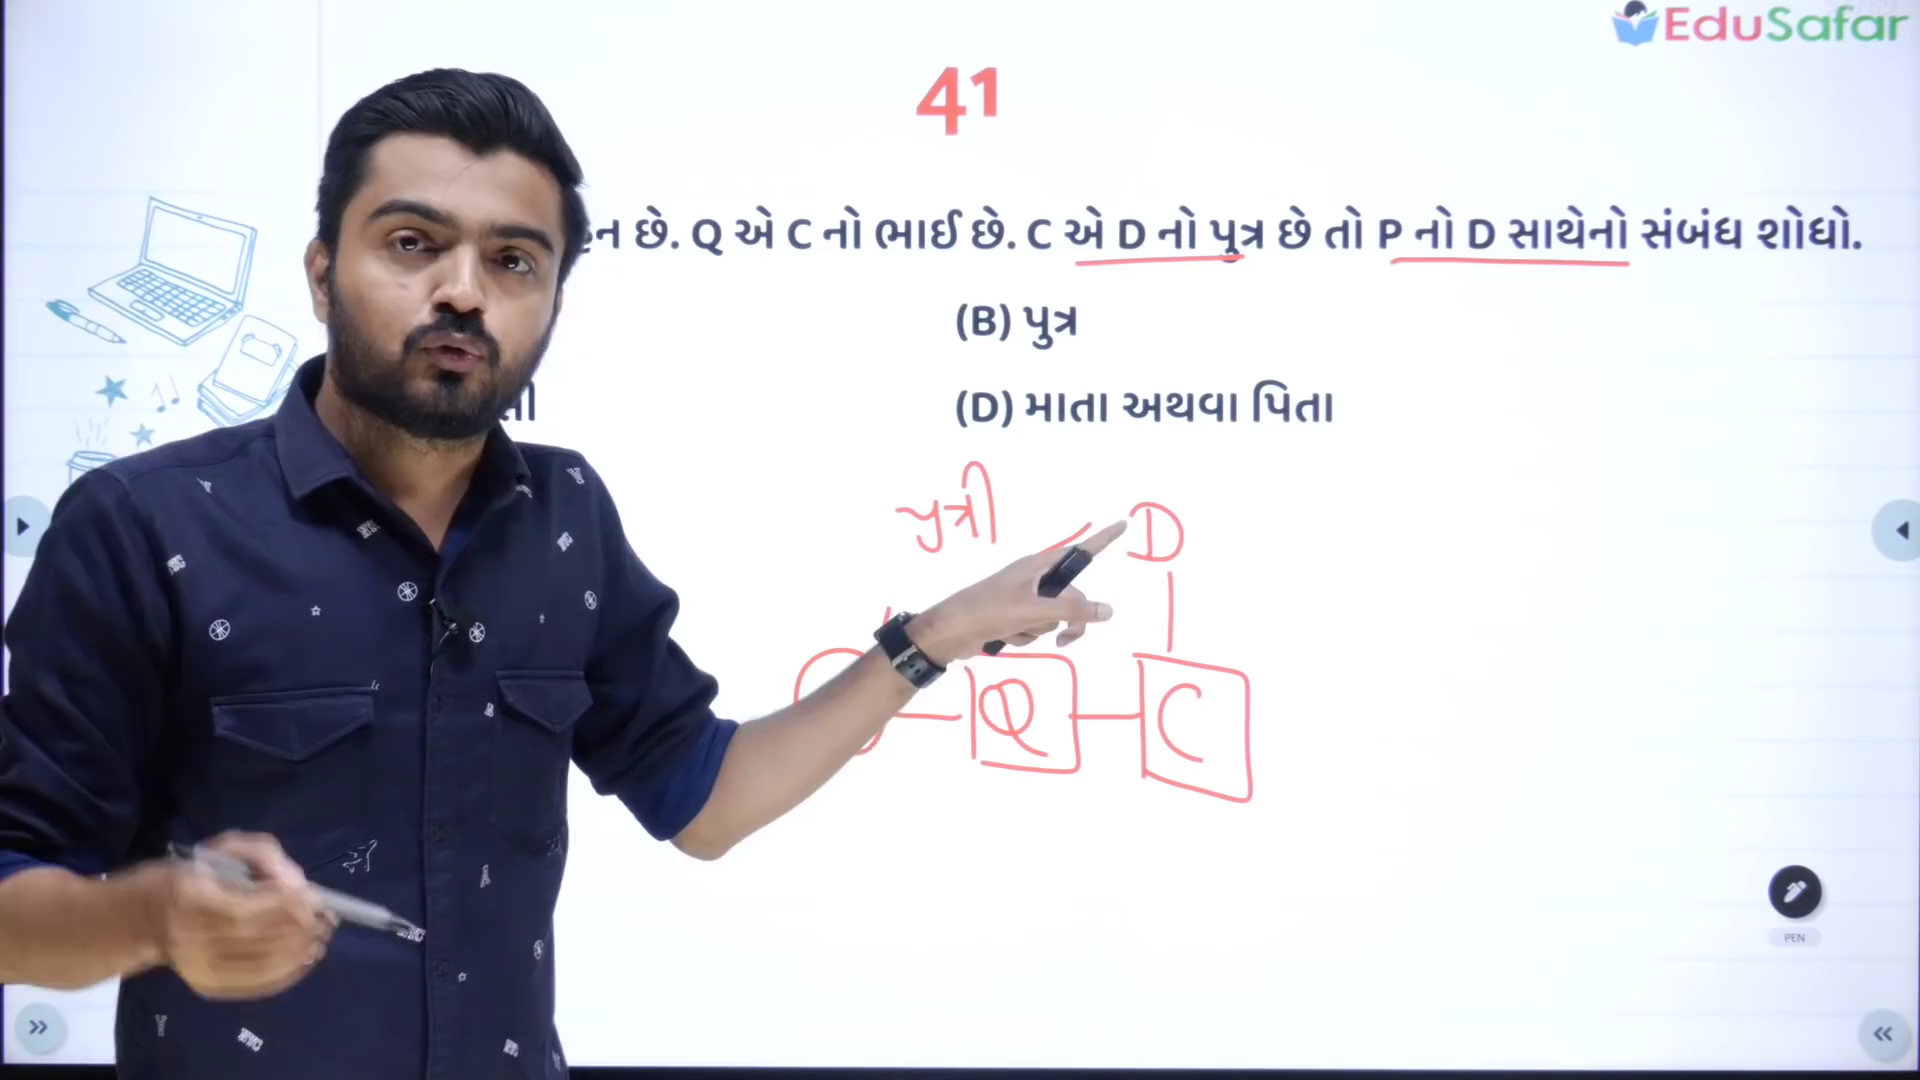 EduSafar
41
છે. Q એ C નો ભાઈ છે. C એ D નો પુત્ર છે તો P નો D સાથેનો સંબંધ શોધો.
(B) પુત્ર
(D) માતા અથવા પિતા
પુત્રી
D
Q
C
PEN